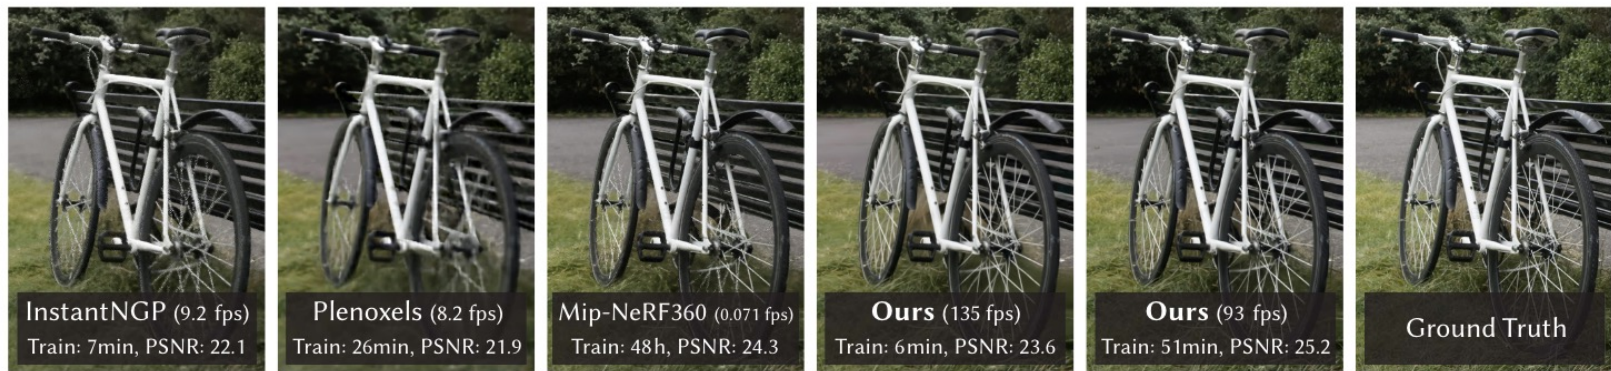 InstantNGP (9.2 fps)
Train: 7min, PSNR: 22.1
Plenoxels (8.2 fps)
Train: 26min, PSNR: 21.9
Mip-NeRF360 (0.071 fps)
Train: 48h, PSNR: 24.3
Ours (135 fps)
Train: 6min, PSNR: 23.6
Ours (93 fps)
Train: 51min, PSNR: 25.2
Ground Truth